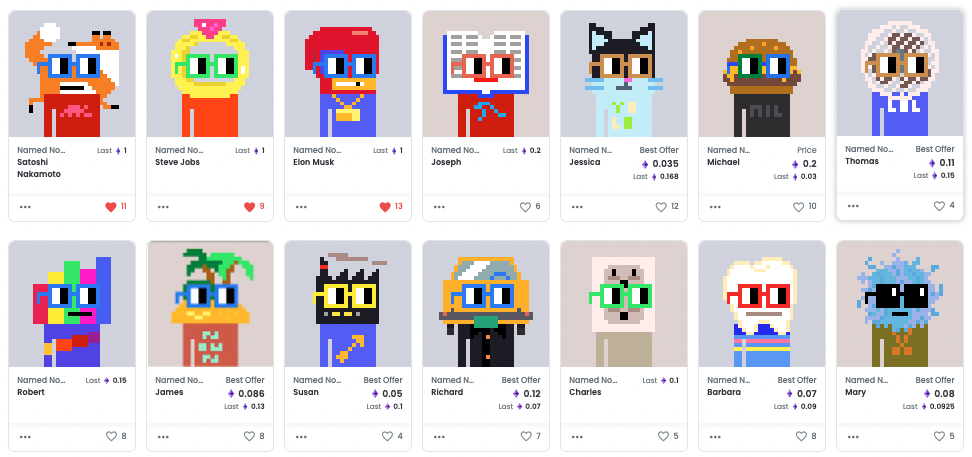 Named No... Last 1
Satoshi
Nakamoto
... 11
Named No... Last 1
Steve Jobs
... 9
Named No... Last 1
Elon Musk
... 13
Named No... Last 0.2
Joseph
... 6
Named No... Best Offer
Jessica 0.035
Last 0.168
... 12
NIL
Named No... Price
Michael 0.2
Last 0.03
... 10
Named N... Best Offer
Thomas 0.11
Last 0.15
... 4
Named No... Last 0.15
Robert
... 8
Named No... Best Offer
James 0.086
Last 0.13
... 8
Named No... Best Offer
Susan 0.05
Last 0.1
... 4
Named N... Best Offer
Richard 0.12
Last 0.07
... 7
Named No... Last 0.1
Charles
... 5
Named N... Best Offer
Barbara 0.07
Last 0.09
... 8
Named N... Best Offer
Mary 0.08
Last 0.0925
... 5